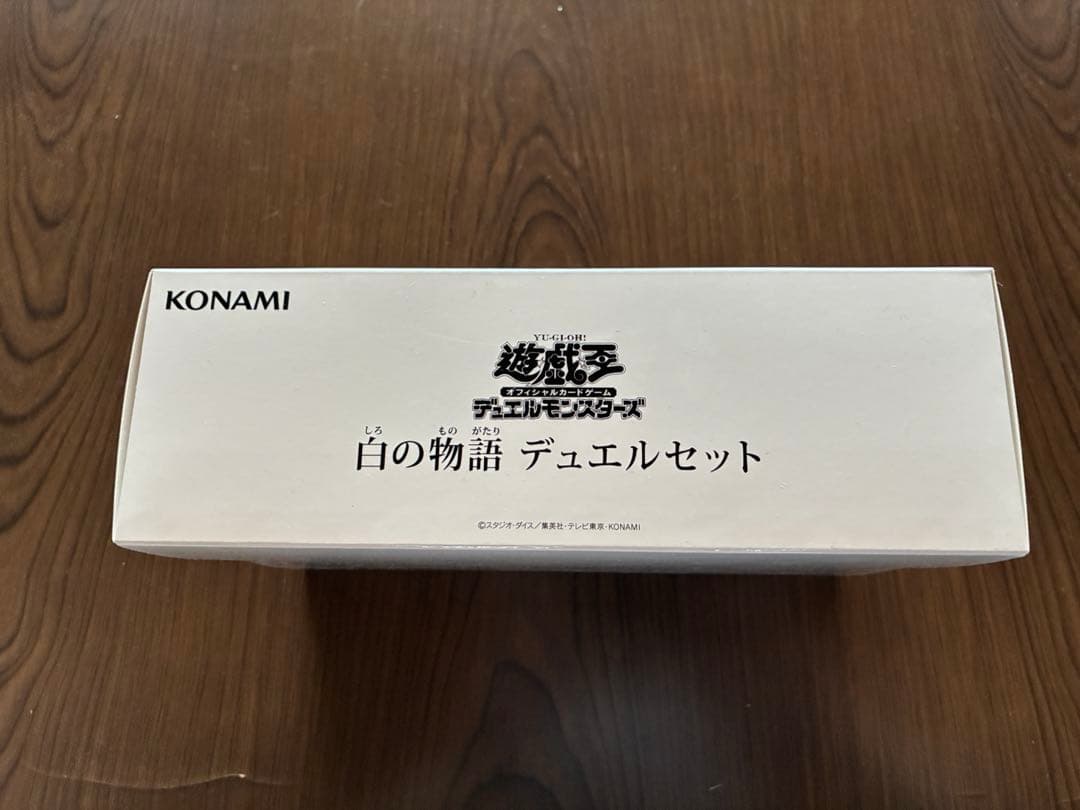 KONAMI
YU-GI-OH!
遊戯王
オフィシャルカードゲーム
デュエルモンスターズ
しろ もの がたり
白の物語 デュエルセット
©スタジオ・ダイス／集英社・テレビ東京・KONAMI